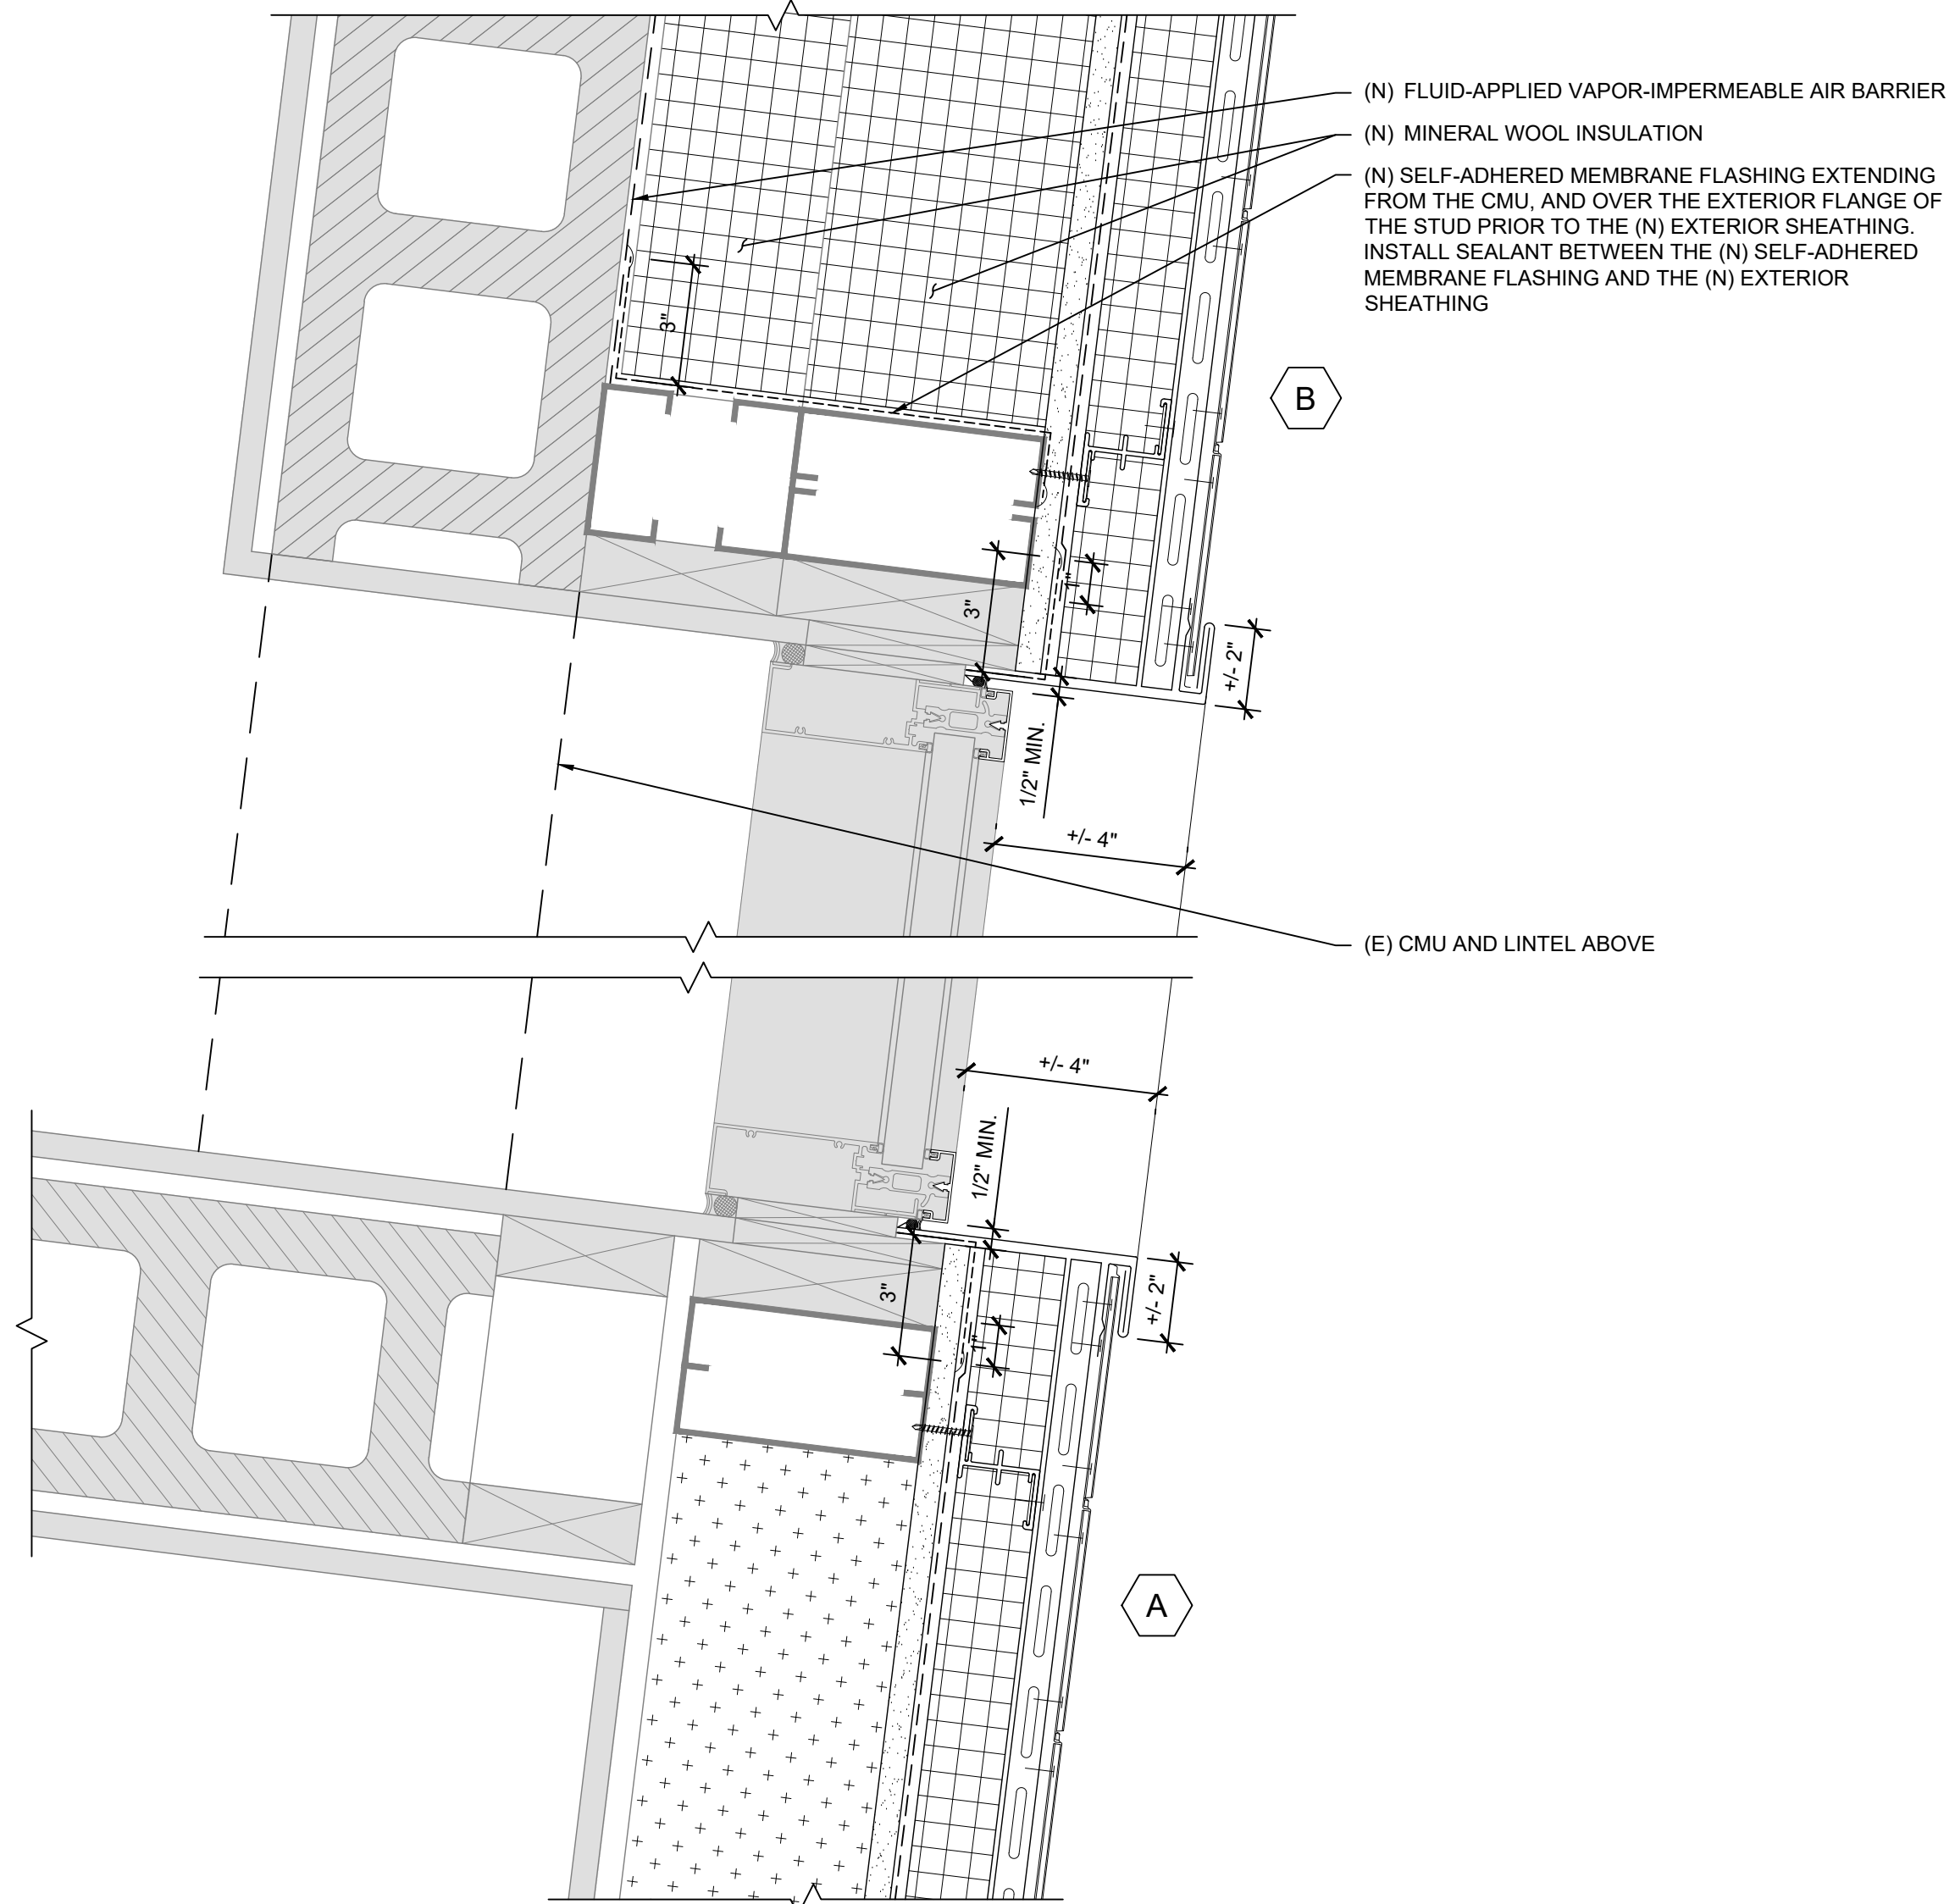 (N) FLUID-APPLIED VAPOR-IMPERMEABLE AIR BARRIER
(N) MINERAL WOOL INSULATION
(N) SELF-ADHERED MEMBRANE FLASHING EXTENDING
FROM THE CMU, AND OVER THE EXTERIOR FLANGE OF
THE STUD PRIOR TO THE (N) EXTERIOR SHEATHING.
INSTALL SEALANT BETWEEN THE (N) SELF-ADHERED
MEMBRANE FLASHING AND THE (N) EXTERIOR
SHEATHING
3"
B
3"
1"
+/- 2"
1/2" MIN.
+/- 4"
(E) CMU AND LINTEL ABOVE
+/- 4"
1/2" MIN.
3"
1"
+/- 2"
A